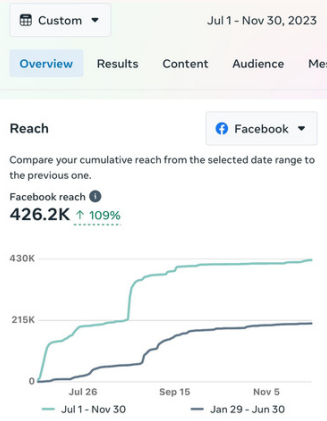 Custom
Jul 1 - Nov 30, 2023
Overview Results Content Audience
Reach
Facebook
Compare your cumulative reach from the selected date range to
the previous one.
Facebook reach
426.2K ↑ 109%
430K
215K
0
Jul 26 Sep 15 Nov 5
Jul 1 - Nov 30 Jan 29 - Jun 30